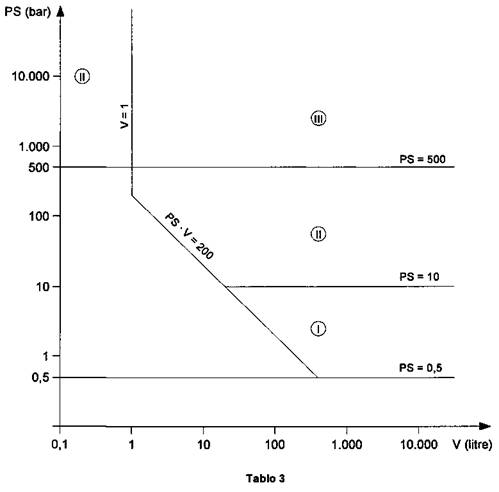 PS (bar)
10.000
II
V = 1
III
1.000
500
PS = 500
100
PS · V = 200
II
10
PS = 10
I
1
0,5
PS = 0,5
0,1
1
10
100
1.000
10.000
V (litre)
Tablo 3